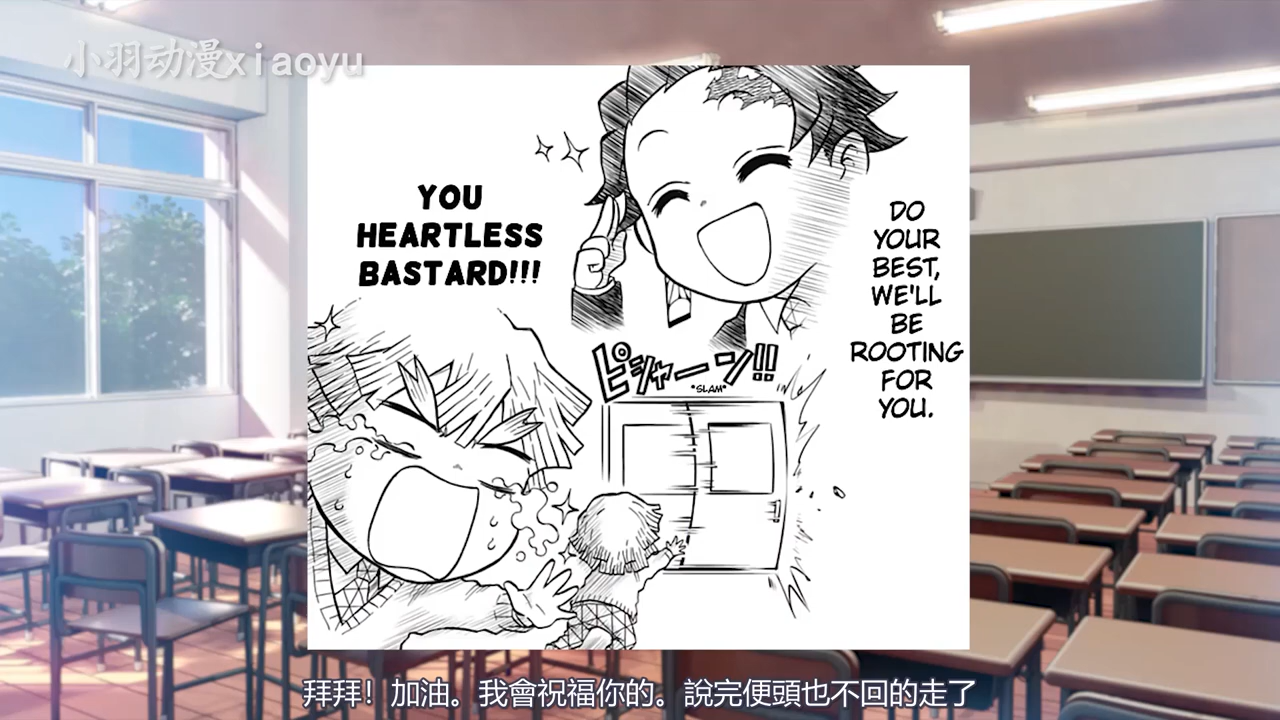 小羽动漫xiaoyu
YOU
HEARTLESS
BASTARD!!!
DO
YOUR
BEST,
WE'LL
BE
ROOTING
FOR
YOU.
ピシャーン!!
*SLAM*
拜拜！加油。我會祝福你的。說完便頭也不回的走了